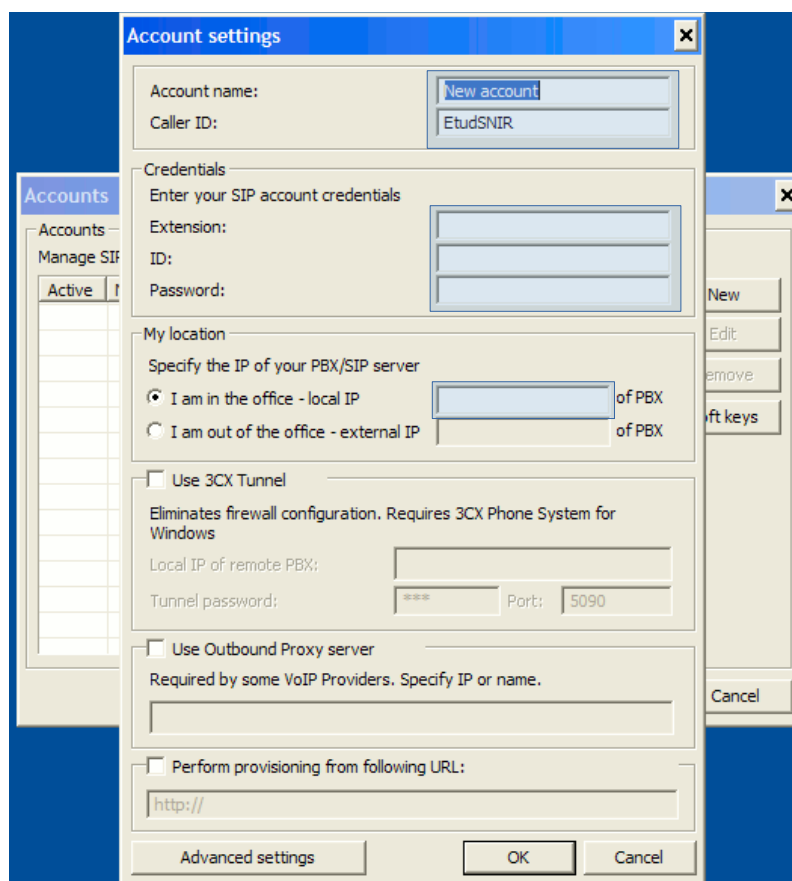 Account settings
Account name: New account
Caller ID: EtudSNIR
Credentials
Enter your SIP account credentials
Extension:
ID:
Password:
My location
Specify the IP of your PBX/SIP server
I am in the office - local IP of PBX
I am out of the office - external IP of PBX
Use 3CX Tunnel
Eliminates firewall configuration. Requires 3CX Phone System for
Windows
Local IP of remote PBX:
Tunnel password: *** Port: 5090
Use Outbound Proxy server
Required by some VoIP Providers. Specify IP or name.
Perform provisioning from following URL:
http://
Advanced settings OK Cancel
Accounts
Accounts
Manage SIP
Active
New
Edit
emove
ft keys
Cancel